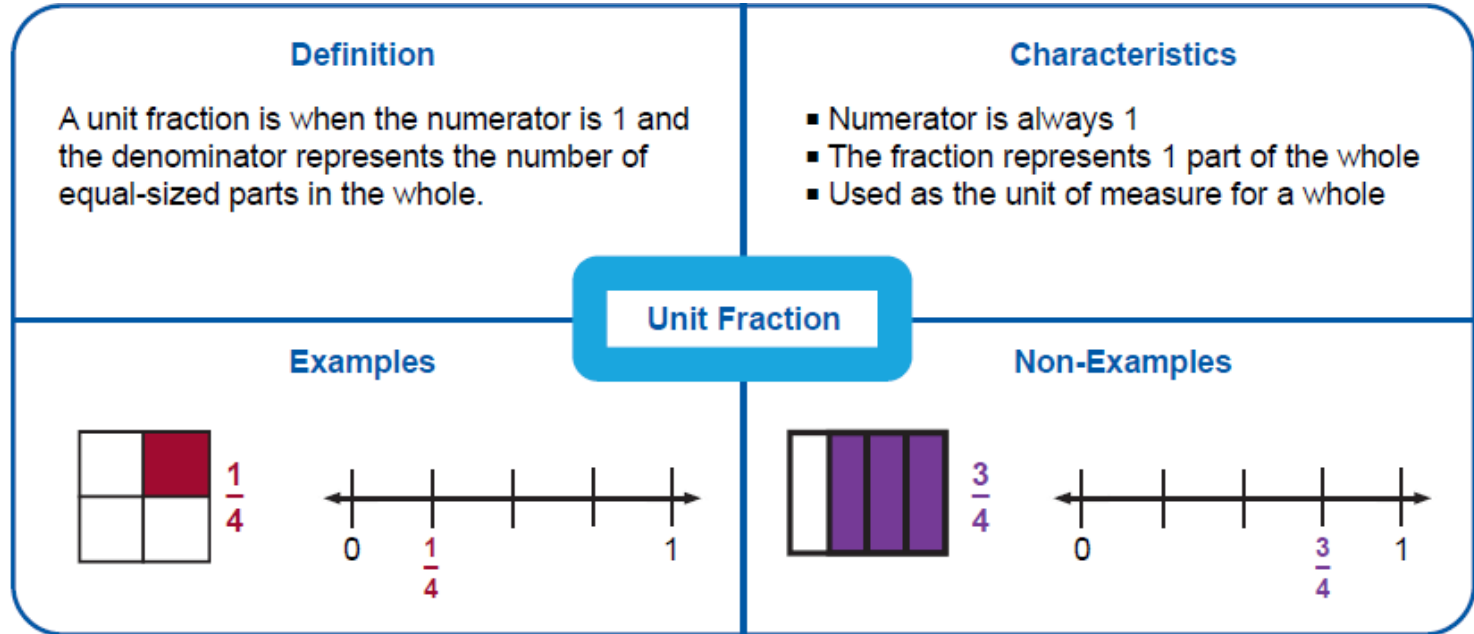 Definition
A unit fraction is when the numerator is 1 and
the denominator represents the number of
equal-sized parts in the whole.
Characteristics
▪ Numerator is always 1
▪ The fraction represents 1 part of the whole
▪ Used as the unit of measure for a whole
Unit Fraction
Examples
1/4
0 1/4 1
Non-Examples
3/4
0 3/4 1